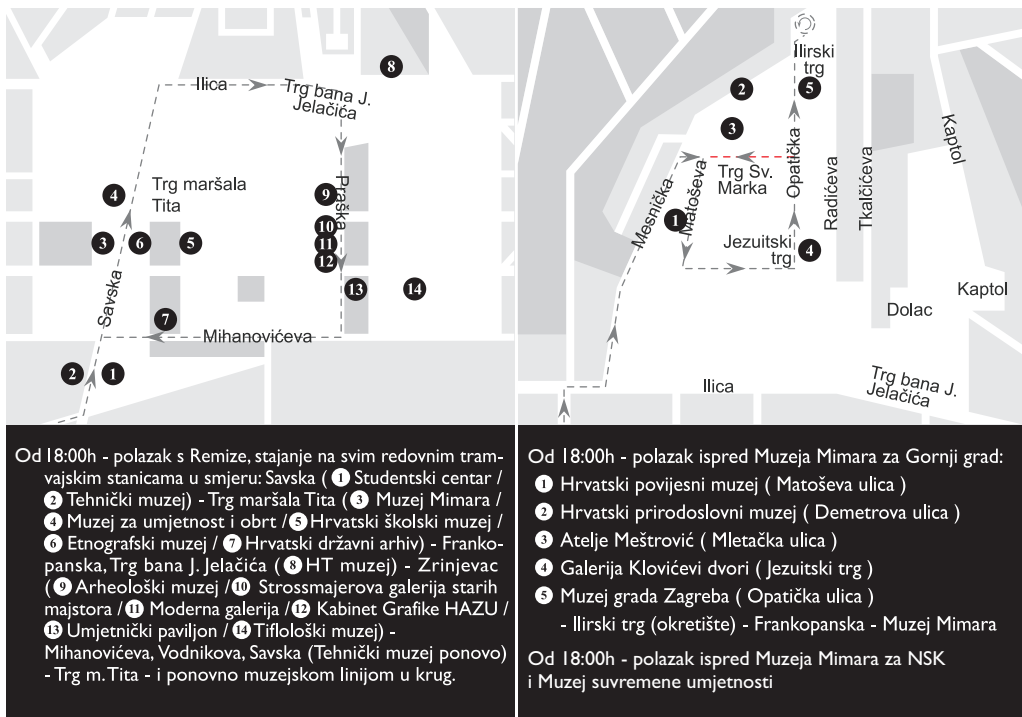 Ilica
Trg bana J.
Jelačića
8
Praška
Trg maršala
Tita
4
9
10
11
12
3
6
5
13
14
Savska
7
Mihanovićeva
2
1
Od 18:00h - polazak s Remize, stajanje na svim redovnim tram-
vajskim stanicama u smjeru: Savska ( 1 Studentski centar /
2 Tehnički muzej) - Trg maršala Tita ( 3 Muzej Mimara /
4 Muzej za umjetnost i obrt / 5 Hrvatski školski muzej /
6 Etnografski muzej / 7 Hrvatski državni arhiv) - Franko-
panska, Trg bana J. Jelačića ( 8 HT muzej) - Zrinjevac
( 9 Arheološki muzej / 10 Strossmajerova galerija starih
majstora / 11 Moderna galerija / 12 Kabinet Grafike HAZU /
13 Umjetnički paviljon / 14 Tiflološki muzej) -
Mihanovićeva, Vodnikova, Savska (Tehnički muzej ponovo)
- Trg m. Tita - i ponovno muzejskom linijom u krug.
Ilirski
trg
2
5
3
Kaptol
Opatička
Trg Sv.
Marka
Mesnička
Matoševa
Radićeva
Tkalčićeva
1
Jezuitski
trg
4
Kaptol
Dolac
Ilica
Trg bana J.
Jelačića
Od 18:00h - polazak ispred Muzeja Mimara za Gornji grad:
1 Hrvatski povijesni muzej ( Matoševa ulica )
2 Hrvatski prirodoslovni muzej ( Demetrova ulica )
3 Atelje Meštrović ( Mletačka ulica )
4 Galerija Klovićevi dvori ( Jezuitski trg )
5 Muzej grada Zagreba ( Opatička ulica )
- Ilirski trg (okretište) - Frankopanska - Muzej Mimara
Od 18:00h - polazak ispred Muzeja Mimara za NSK
i Muzej suvremene umjetnosti